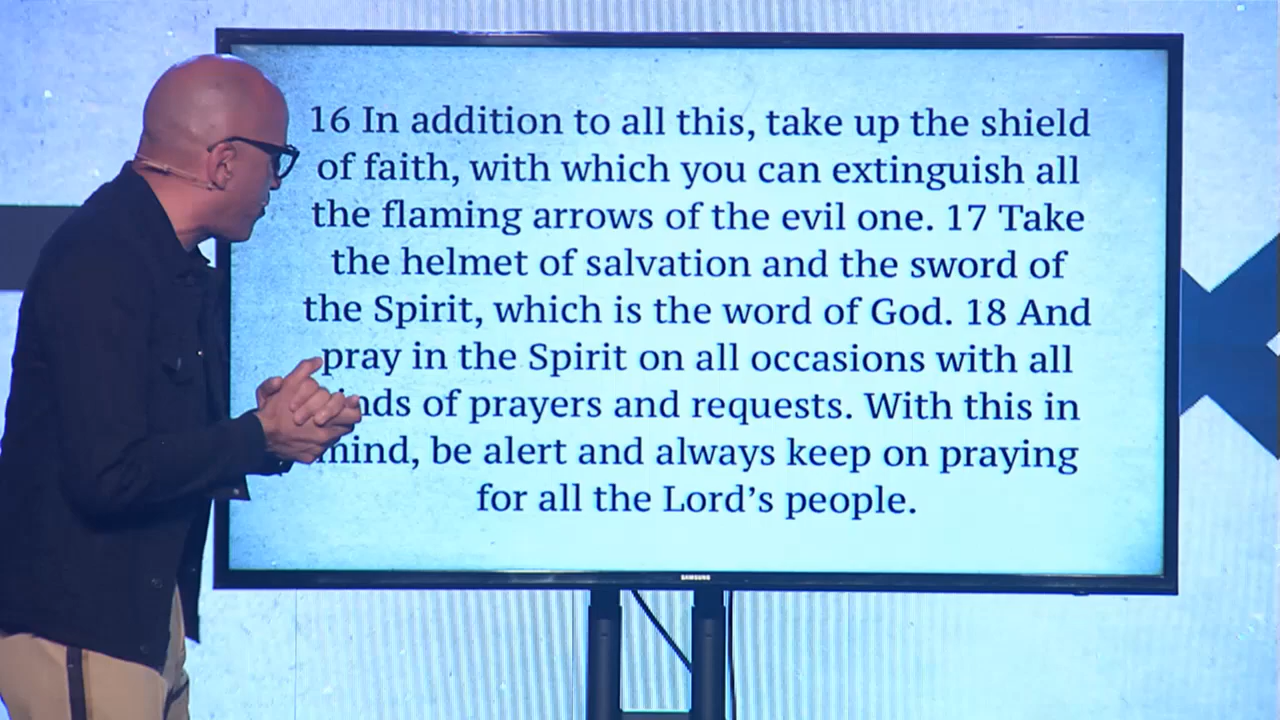 16 In addition to all this, take up the shield
of faith, with which you can extinguish all
the flaming arrows of the evil one. 17 Take
the helmet of salvation and the sword of
the Spirit, which is the word of God. 18 And
pray in the Spirit on all occasions with all
of prayers and requests. With this in
mind, be alert and always keep on praying
for all the Lord's people.
SAMSUNG